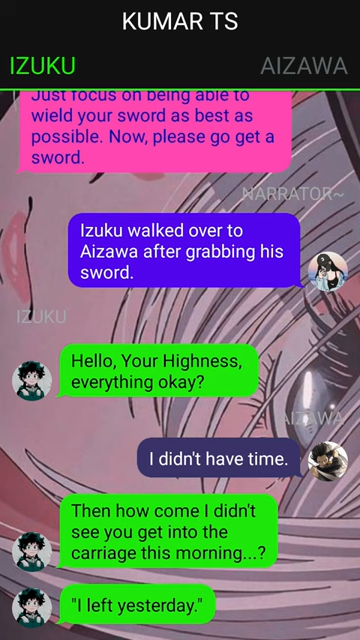 KUMAR TS
IZUKU AIZAWA
Just focus on being able to
wield your sword as best as
possible. Now, please go get a
sword.
NARRATOR~
Izuku walked over to
Aizawa after grabbing his
sword.
IZUKU
Hello, Your Highness,
everything okay?
AIZAWA
I didn't have time.
Then how come I didn't
see you get into the
carriage this morning...?
"I left yesterday."